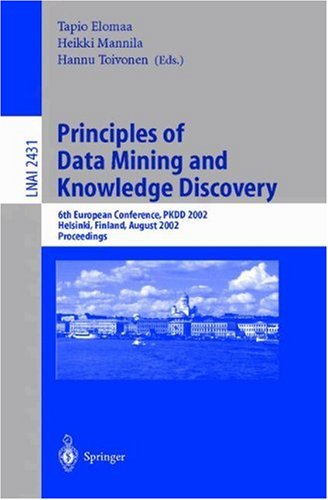 Tapio Elomaa
Heikki Mannila
Hannu Toivonen (Eds.)
LNAI 2431
Principles of
Data Mining and
Knowledge Discovery
6th European Conference, PKDD 2002
Helsinki, Finland, August 2002
Proceedings
Springer